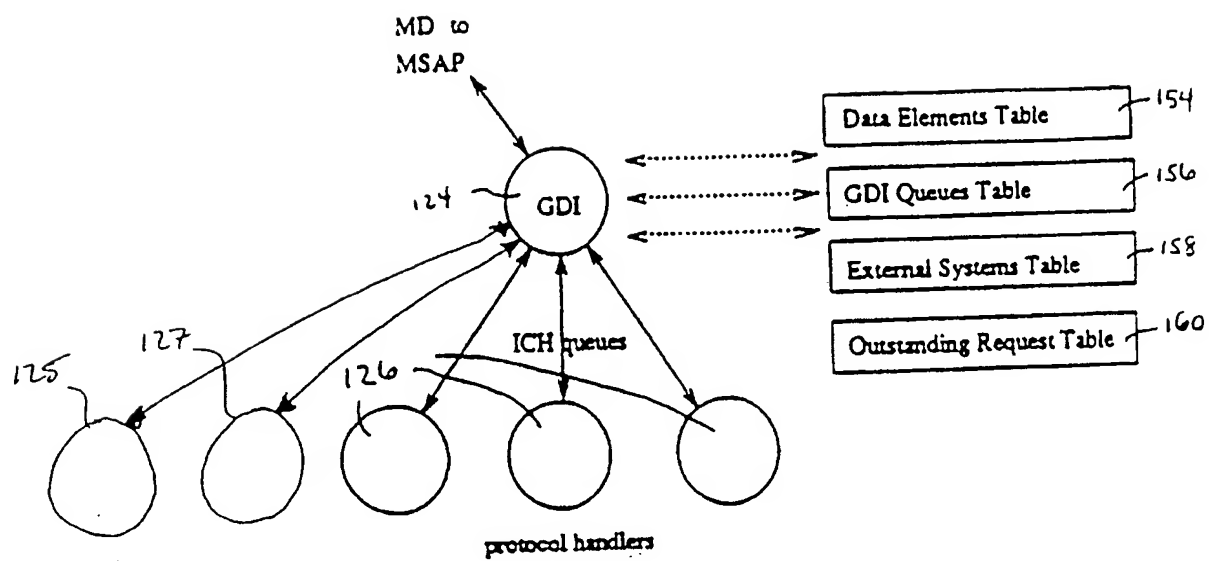 MD to
MSAP
Data Elements Table
154
GDI Queues Table
156
124
GDI
External Systems Table
158
Outstanding Request Table
160
ICH queues
125
127
126
protocol handlers